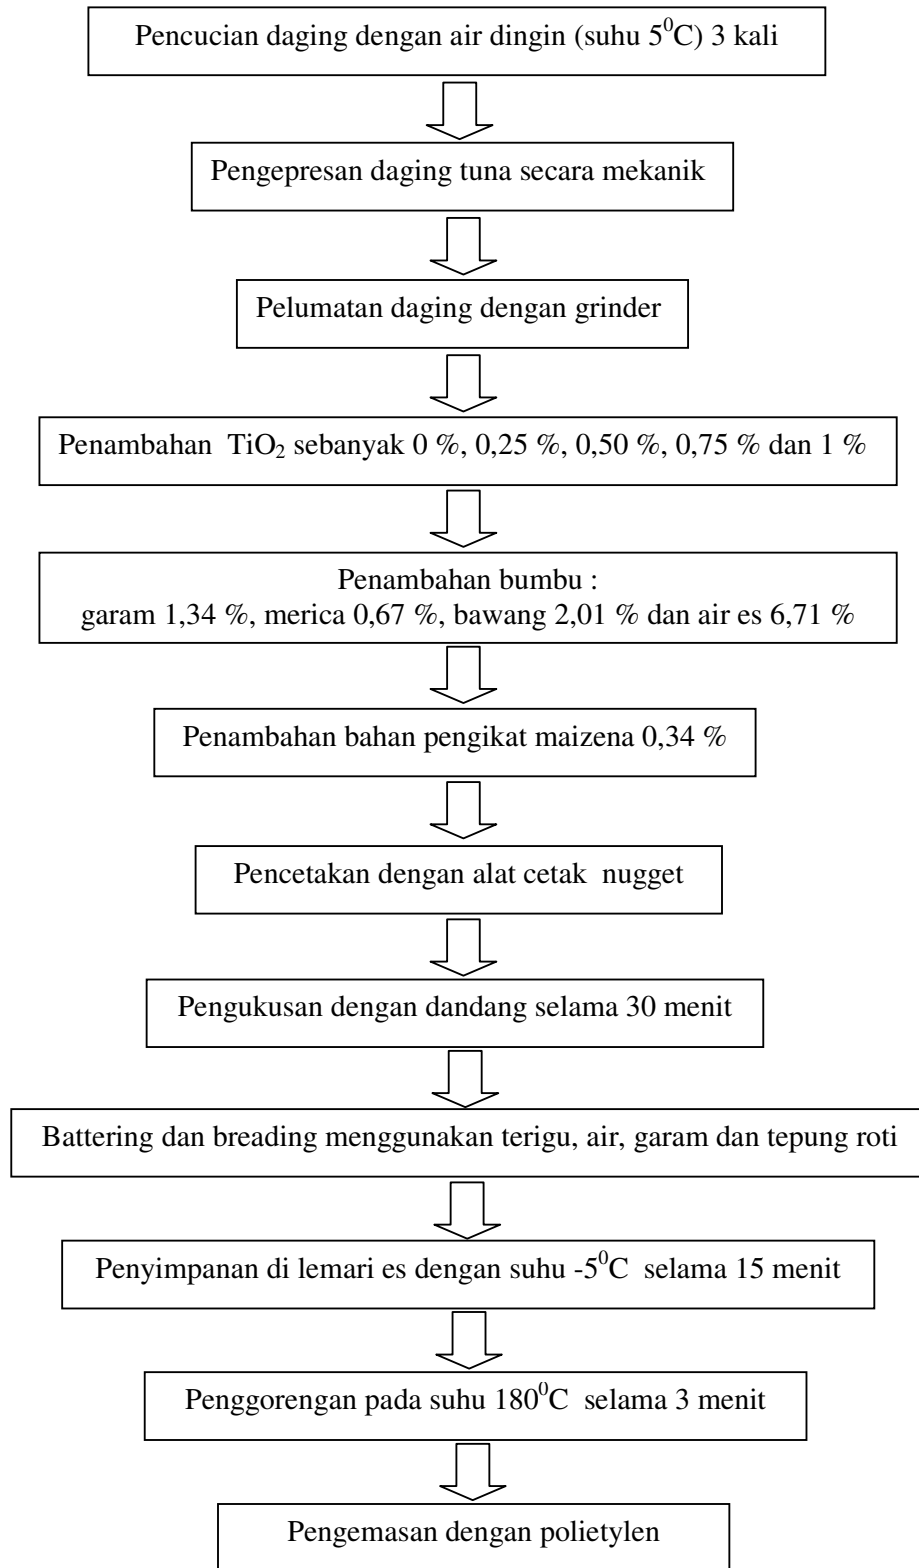 Pencucian daging dengan air dingin (suhu 5⁰C) 3 kali
Pengepresan daging tuna secara mekanik
Pelumatan daging dengan grinder
Penambahan TiO₂ sebanyak 0 %, 0,25 %, 0,50 %, 0,75 % dan 1 %
Penambahan bumbu :
garam 1,34 %, merica 0,67 %, bawang 2,01 % dan air es 6,71 %
Penambahan bahan pengikat maizena 0,34 %
Pencetakan dengan alat cetak nugget
Pengukusan dengan dandang selama 30 menit
Battering dan breading menggunakan terigu, air, garam dan tepung roti
Penyimpanan di lemari es dengan suhu -5⁰C selama 15 menit
Penggorengan pada suhu 180⁰C selama 3 menit
Pengemasan dengan polietylen